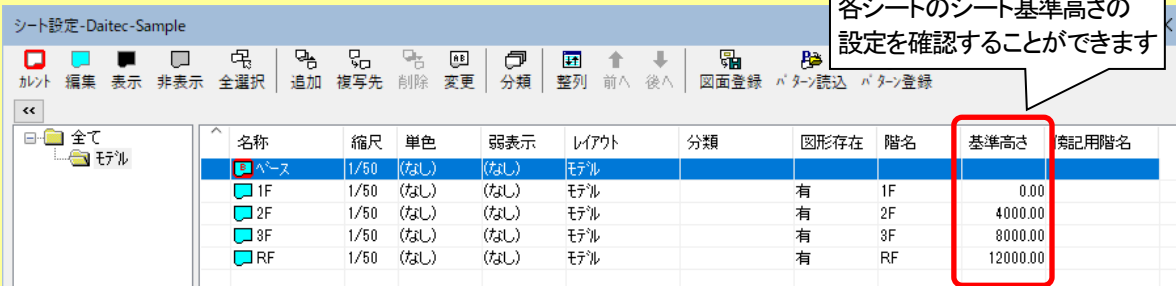 各シートのシート基準高さの
設定を確認することができます
シート設定-Daitec-Sample
ｶﾚﾝﾄ 編集 表示 非表示 全選択 追加 複写先 削除 変更 分類 整列 前へ 後へ 図面登録 ﾊﾟﾀｰﾝ読込 ﾊﾟﾀｰﾝ登録
<<
全て
ﾓﾃﾞﾙ
名称 縮尺 単色 弱表示 ﾚｲｱｳﾄ 分類 図形存在 階名 基準高さ 傍記用階名
ﾍﾞｰｽ 1/50 (なし) (なし) ﾓﾃﾞﾙ
1F 1/50 (なし) (なし) ﾓﾃﾞﾙ 有 1F 0.00
2F 1/50 (なし) (なし) ﾓﾃﾞﾙ 有 2F 4000.00
3F 1/50 (なし) (なし) ﾓﾃﾞﾙ 有 3F 8000.00
RF 1/50 (なし) (なし) ﾓﾃﾞﾙ 有 RF 12000.00